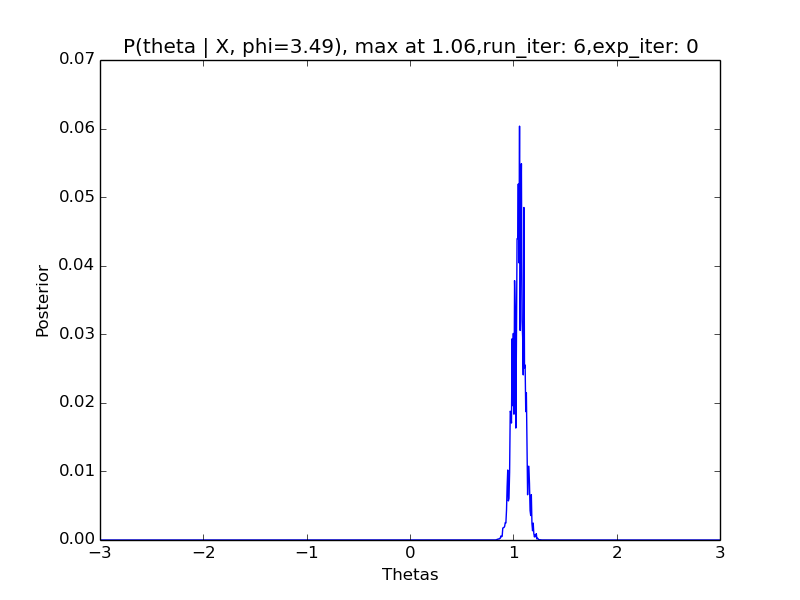 P(theta | X, phi=3.49), max at 1.06,run_iter: 6,exp_iter: 0
0.07
0.06
0.05
0.04
0.03
0.02
0.01
0.00
Posterior
−3 −2 −1 0 1 2 3
Thetas